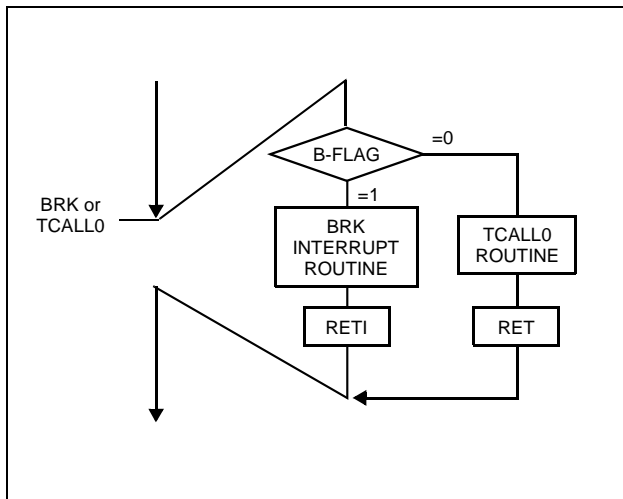 B-FLAG
=0
=1
BRK or
TCALL0
BRK
INTERRUPT
ROUTINE
TCALL0
ROUTINE
RETI
RET